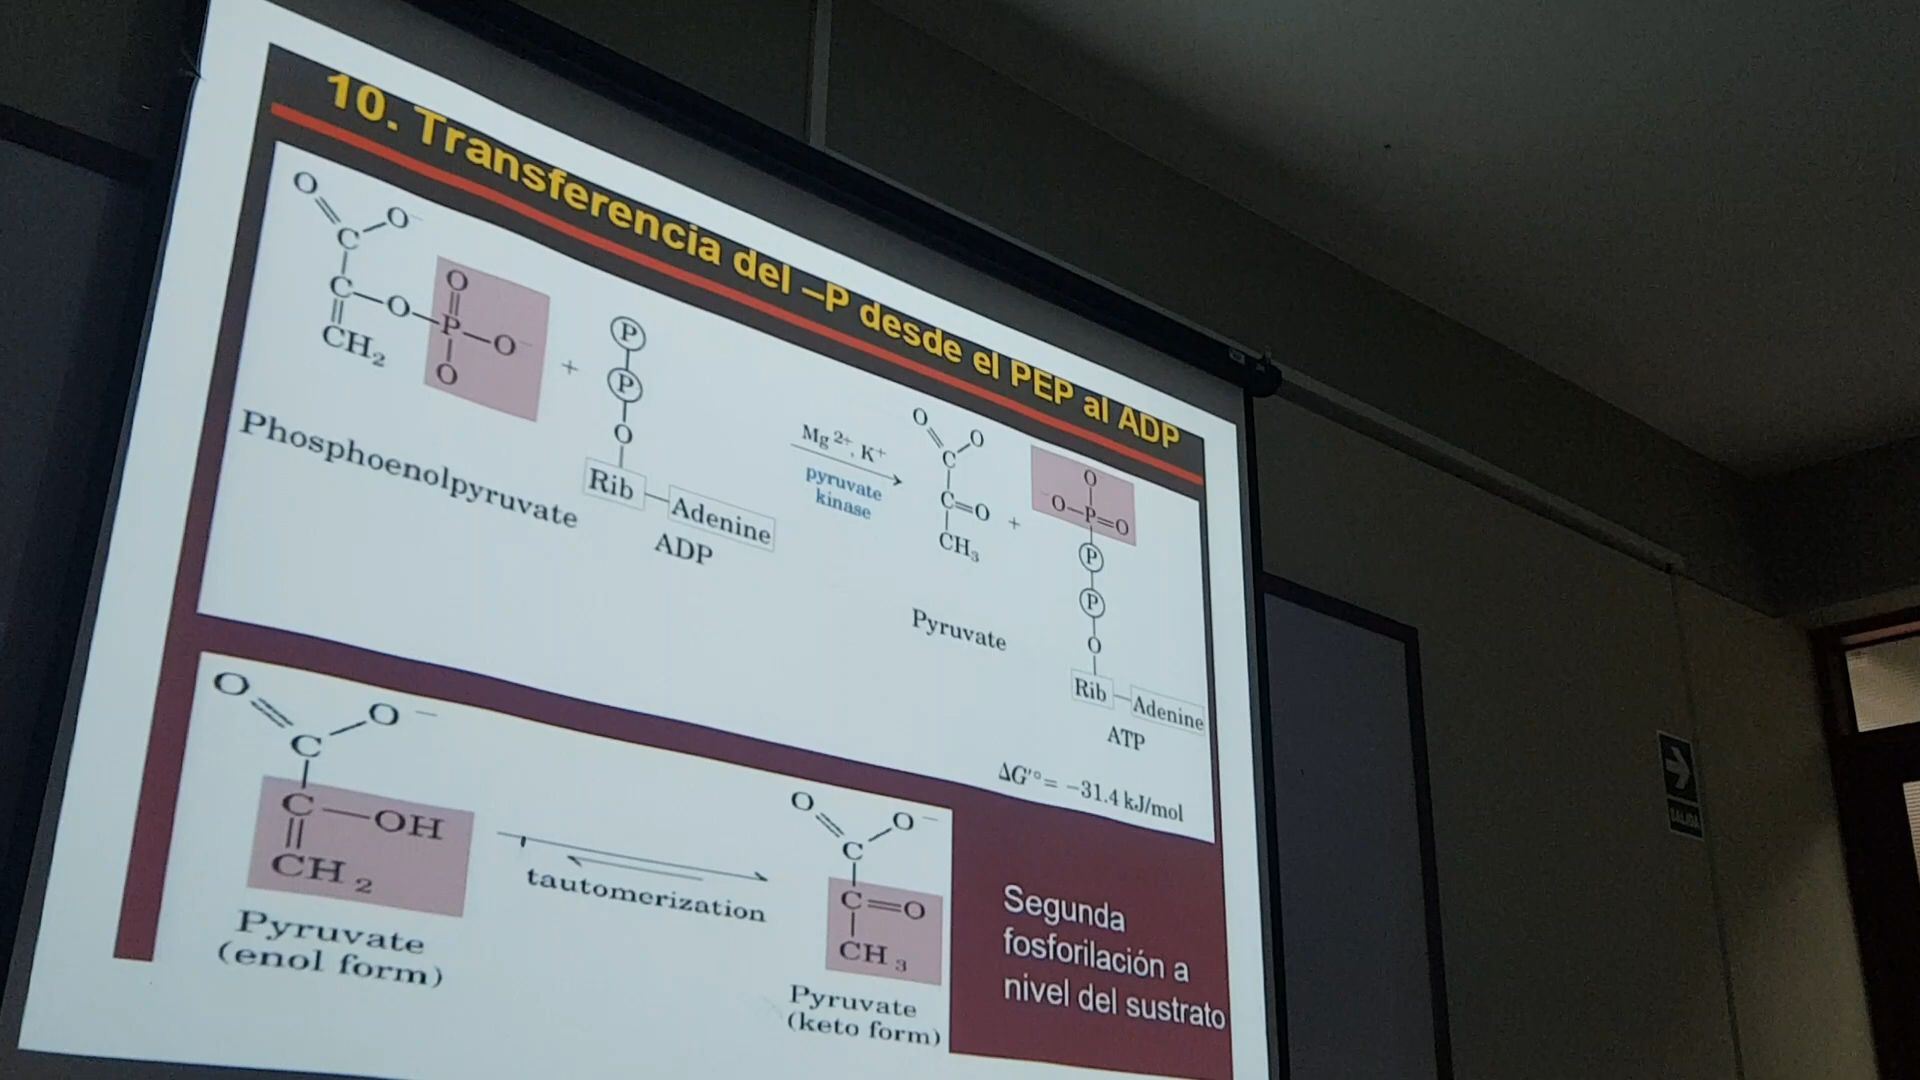 10. Transferencia del –P desde el PEP al ADP
O
O⁻
C
C—O—P—O⁻
O
O
CH₂
Phosphoenolpyruvate
+
P
P
O
Rib
Adenine
ADP
Mg²⁺, K⁺
pyruvate
kinase
O
O
C
C=O
CH₃
Pyruvate
+
O
⁻O—P=O
P
P
O
Rib
Adenine
ATP
ΔG'° = −31.4 kJ/mol
O
O⁻
C
C—OH
CH₂
Pyruvate
(enol form)
tautomerization
O
O⁻
C
C=O
CH₃
Pyruvate
(keto form)
Segunda
fosforilación a
nivel del sustrato
SALIDA